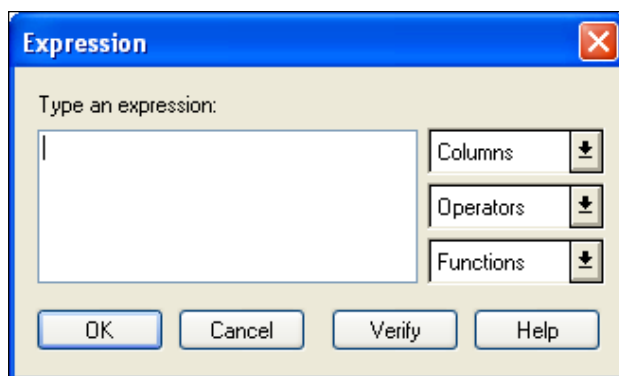 Expression
Type an expression:
Columns
Operators
Functions
OK Cancel Verify Help